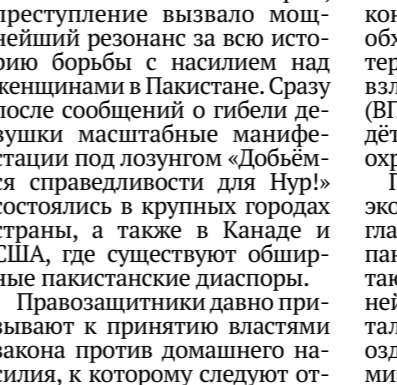 преступление вызвало мощ-
нейший резонанс за всю исто-
рию борьбы с насилием над
женщинами в Пакистане. Сразу
после сообщений о гибели де-
вушки масштабные манифе-
стации под лозунгом «Добьём-
ся справедливости для Нур!»
состоялись в крупных городах
страны, а также в Канаде и
США, где существуют обшир-
ные пакистанские диаспоры.
Правозащитники давно при-
зывают к принятию властями
закона против домашнего на-
силия, к которому следуют от-